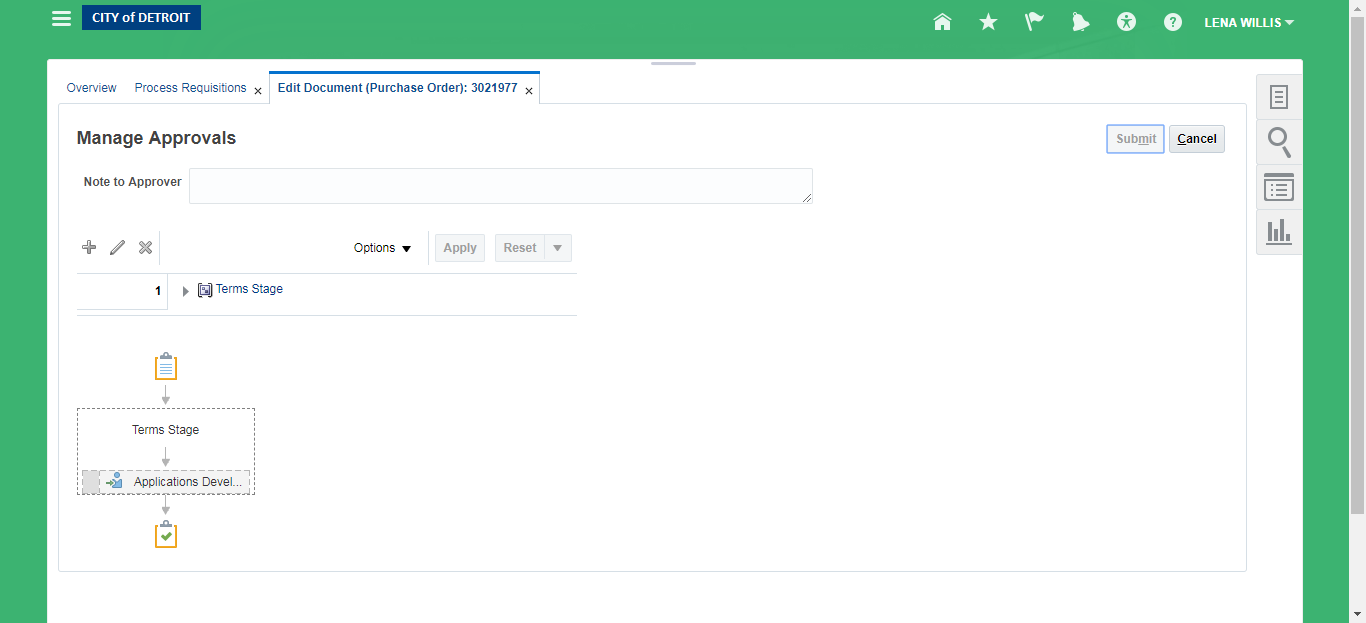 CITY of DETROIT
LENA WILLIS
Overview
Process Requisitions
Edit Document (Purchase Order): 3021977
Manage Approvals
Submit
Cancel
Note to Approver
Options
Apply
Reset
1
Terms Stage
Terms Stage
Applications Devel...